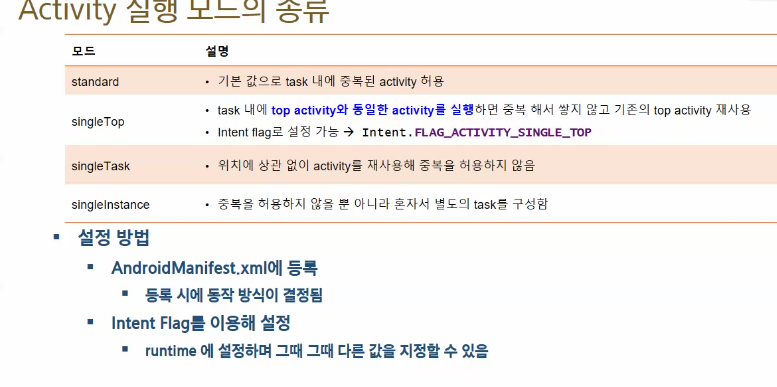 Activity 실행 모드의 종류
모드 설명
standard • 기본 값으로 task 내에 중복된 activity 허용
singleTop • task 내에 top activity와 동일한 activity를 실행하면 중복 해서 쌓지 않고 기존의 top activity 재사용
• Intent flag로 설정 가능 → Intent.FLAG_ACTIVITY_SINGLE_TOP
singleTask • 위치에 상관 없이 activity를 재사용해 중복을 허용하지 않음
singleInstance • 중복을 허용하지 않을 뿐 아니라 혼자서 별도의 task를 구성함
▪ 설정 방법
▪ AndroidManifest.xml에 등록
▪ 등록 시에 동작 방식이 결정됨
▪ Intent Flag를 이용해 설정
▪ runtime 에 설정하며 그때 그때 다른 값을 지정할 수 있음